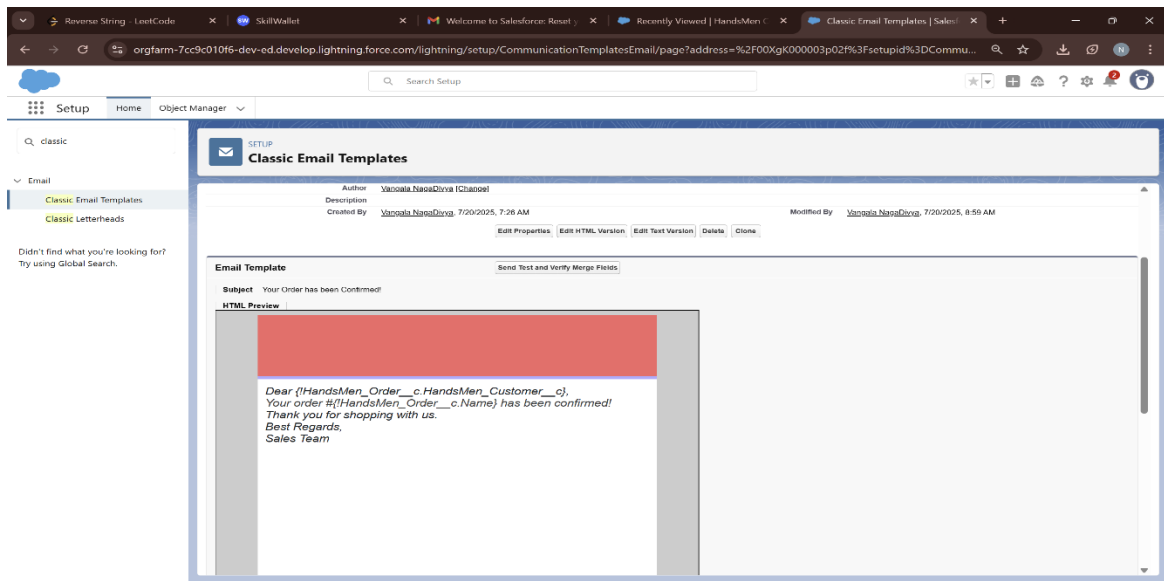 Reverse String - LeetCode
SW SkillWallet
Welcome to Salesforce: Reset y
Recently Viewed | HandsMen C
Classic Email Templates | Salesf
orgfarm-7cc9c010f6-dev-ed.develop.lightning.force.com/lightning/setup/CommunicationTemplatesEmail/page?address=%2F00XgK000003p02f%3Fsetupid%3DCommu...
N
Search Setup
2
Setup
Home
Object Manager
classic
Email
Classic Email Templates
Classic Letterheads
Didn't find what you're looking for?
Try using Global Search.
SETUP
Classic Email Templates
Author Vangala NagaDivya [Change]
Description
Created By Vangala NagaDivya, 7/20/2025, 7:26 AM
Modified By Vangala NagaDivya, 7/20/2025, 8:59 AM
Edit Properties Edit HTML Version Edit Text Version Delete Clone
Email Template
Send Test and Verify Merge Fields
Subject Your Order has been Confirmed!
HTML Preview
Dear {!HandsMen_Order__c.HandsMen_Customer__c},
Your order #{!HandsMen_Order__c.Name} has been confirmed!
Thank you for shopping with us.
Best Regards,
Sales Team